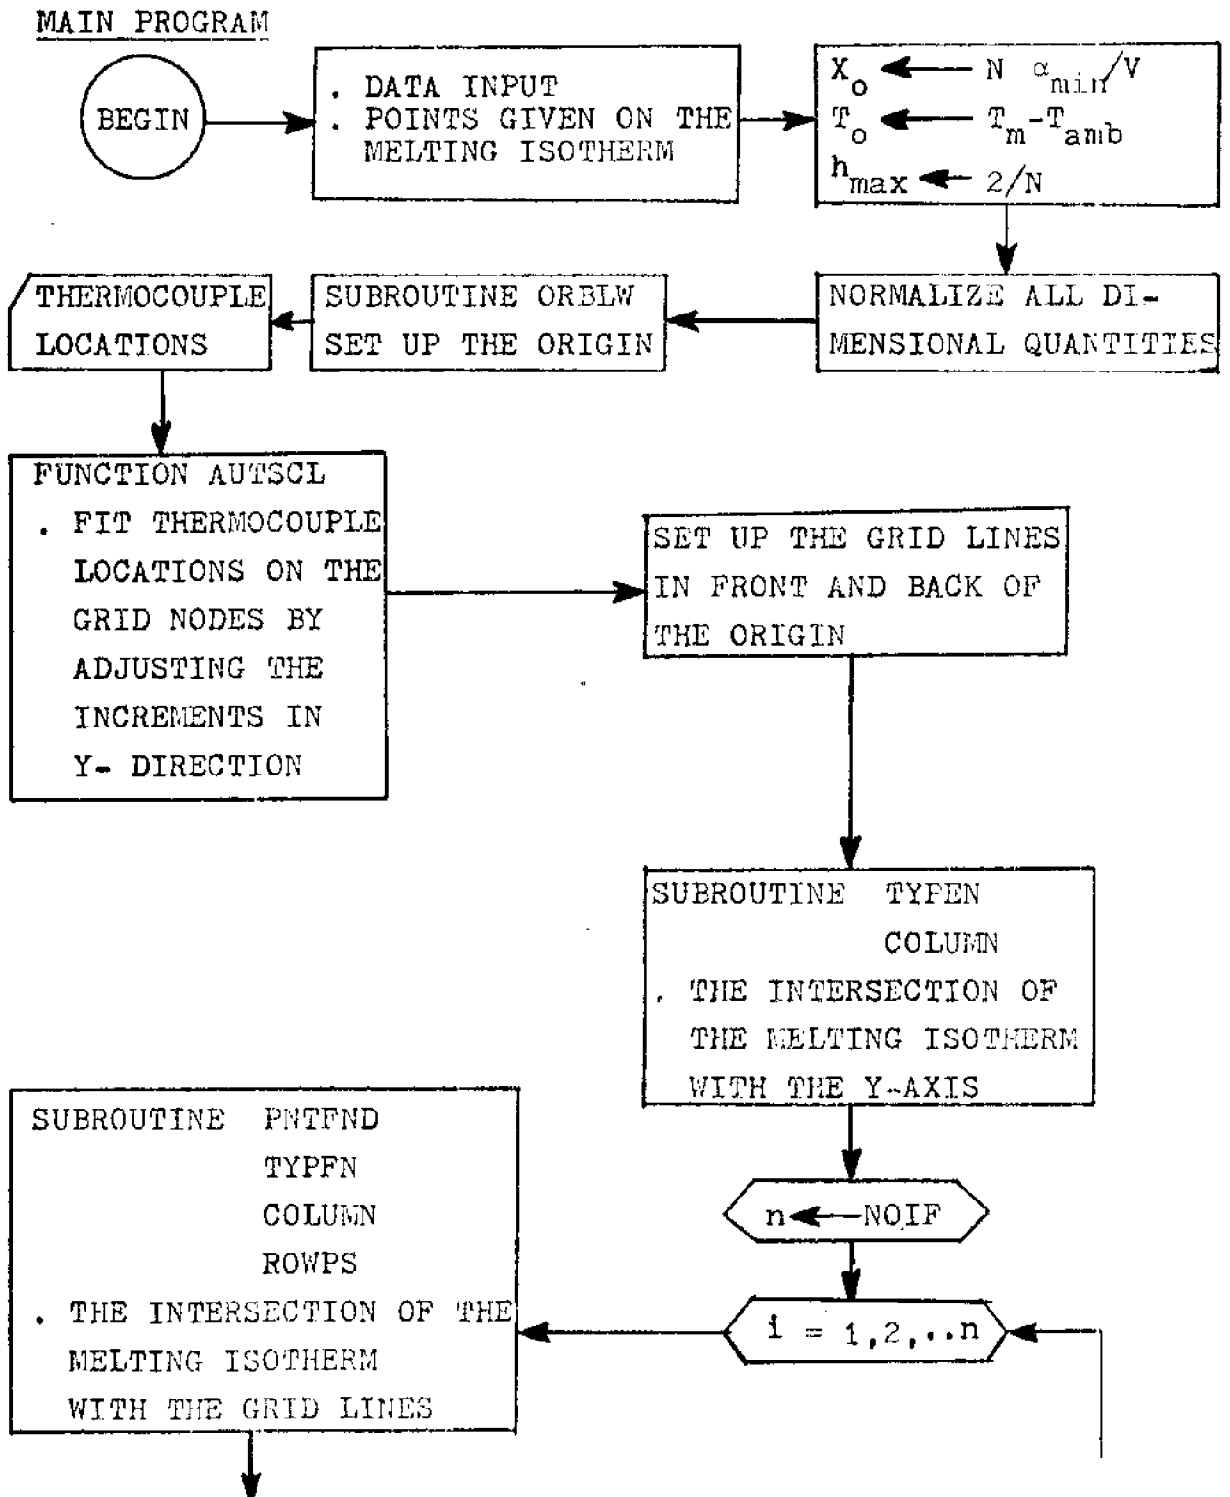 MAIN PROGRAM
BEGIN
. DATA INPUT
. POINTS GIVEN ON THE
MELTING ISOTHERM
X₀ ← N α_min/V
T₀ ← T_m-T_amb
h_max ← 2/N
NORMALIZE ALL DI-
MENSIONAL QUANTITIES
SUBROUTINE ORBLW
SET UP THE ORIGIN
THERMOCOUPLE
LOCATIONS
FUNCTION AUTSCL
. FIT THERMOCOUPLE
LOCATIONS ON THE
GRID NODES BY
ADJUSTING THE
INCREMENTS IN
Y- DIRECTION
SET UP THE GRID LINES
IN FRONT AND BACK OF
THE ORIGIN
SUBROUTINE TYFEN
COLUMN
. THE INTERSECTION OF
THE MELTING ISOTHERM
WITH THE Y-AXIS
n ← NOIF
i = 1,2,..n
SUBROUTINE PNTFND
TYPFN
COLUMN
ROWPS
. THE INTERSECTION OF THE
MELTING ISOTHERM
WITH THE GRID LINES